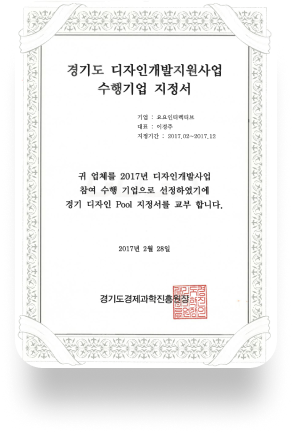 경기도 디자인개발지원사업
수행기업 지정서
기업 : 요요인터렉티브
대표 : 이경주
지정기간 : 2017.02~2017.12
귀 업체를 2017년 디자인개발사업
참여 수행 기업으로 선정하였기에
경기 디자인 Pool 지정서를 교부 합니다.
2017년 2월 28일
경기도경제과학진흥원장